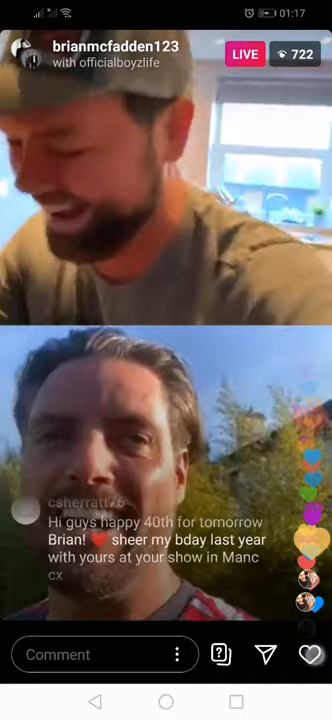 01:17
brianmcfadden123
with officialboyzlife
LIVE
722
csherratt76
Hi guys happy 40th for tomorrow
Brian! ❤️ sheer my bday last year
with yours at your show in Manc
cx
Comment